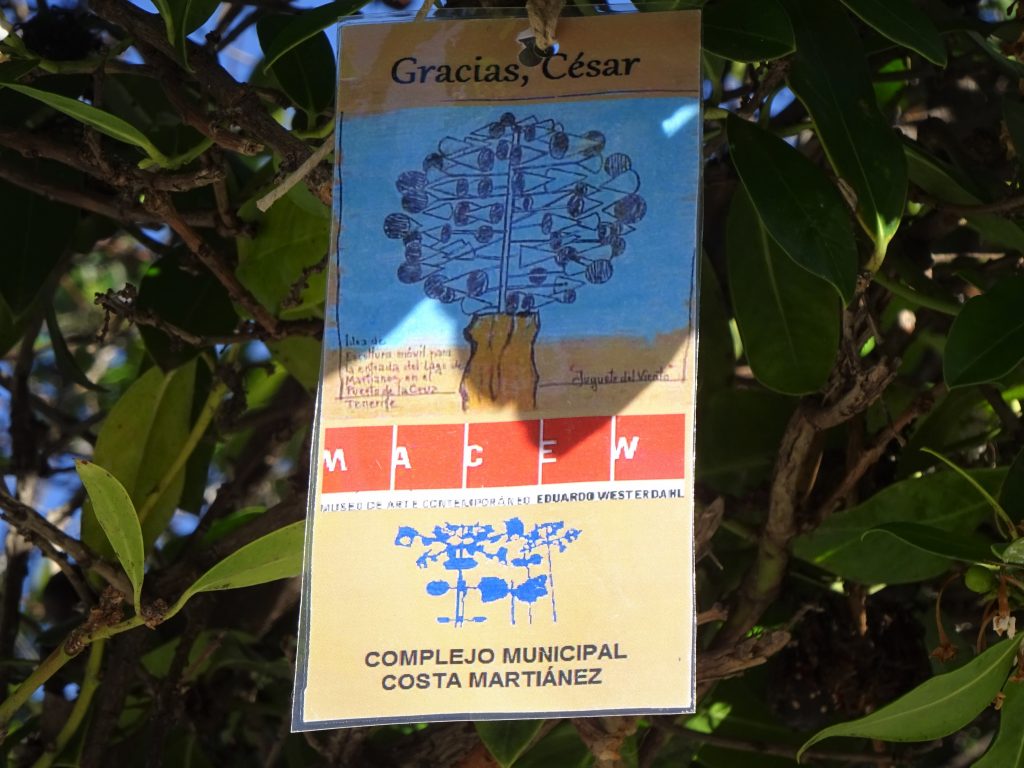 Gracias, César
Idea de
Escultura móvil para
la entrada del Lago de
Martianez en el
Puerto de la Cruz
Tenerife
Juguete del Viento
M A C E W
MUSEO DE ARTE CONTEMPORÁNEO EDUARDO WESTERDAHL
COMPLEJO MUNICIPAL
COSTA MARTIÁNEZ